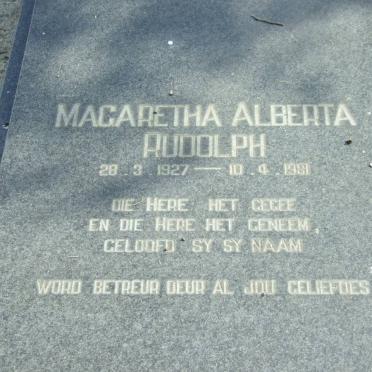 MAGARETHA ALBERTA
RUDOLPH
28.3.1927 — 10.4.1981
DIE HERE HET GEGEE
EN DIE HERE HET GENEEM,
GELOOFD SY SY NAAM
WORD BETREUR DEUR AL JOU GELIEFDES